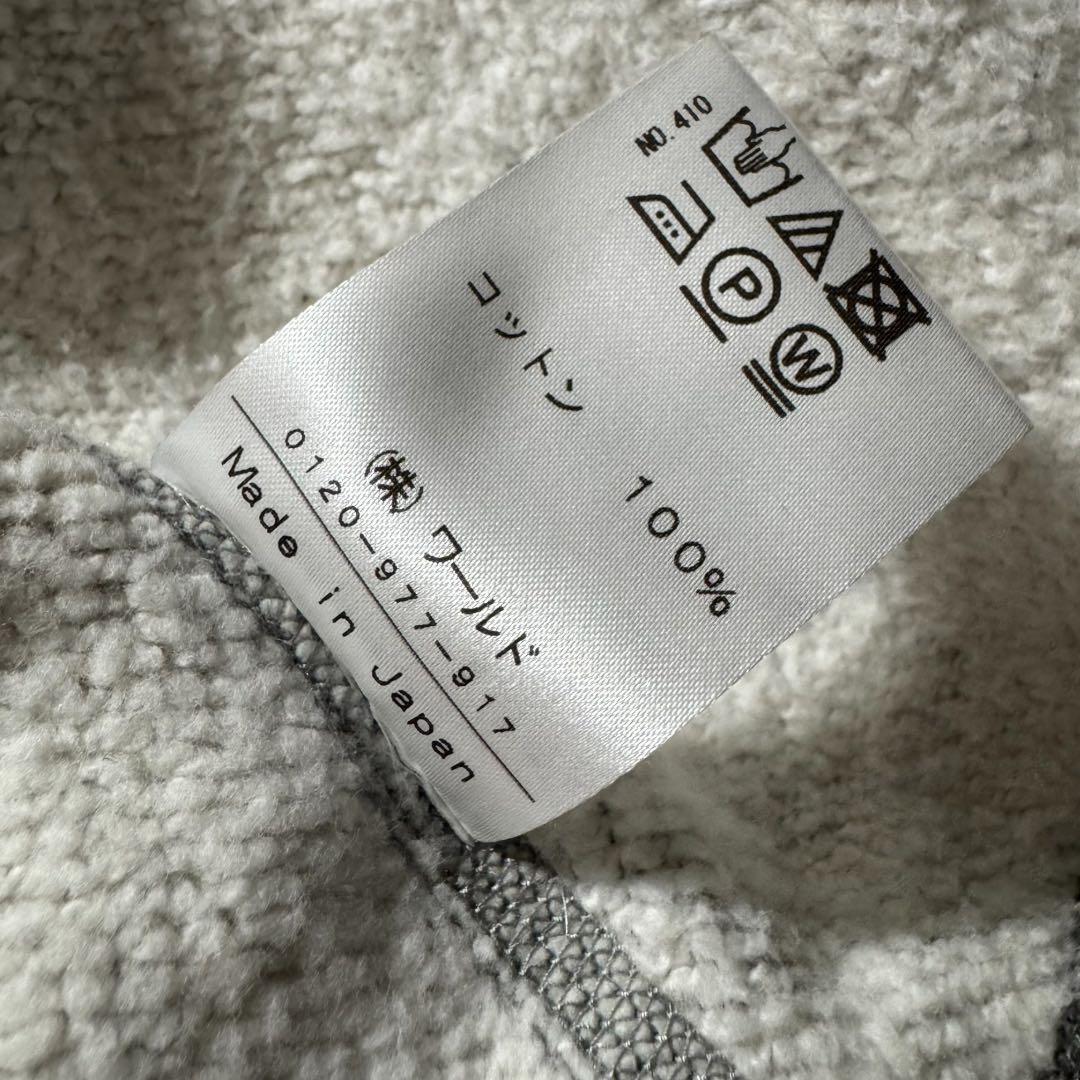 NO.410
P
W
コットン 100%
(株) ワールド
0120-977-917
Made in Japan